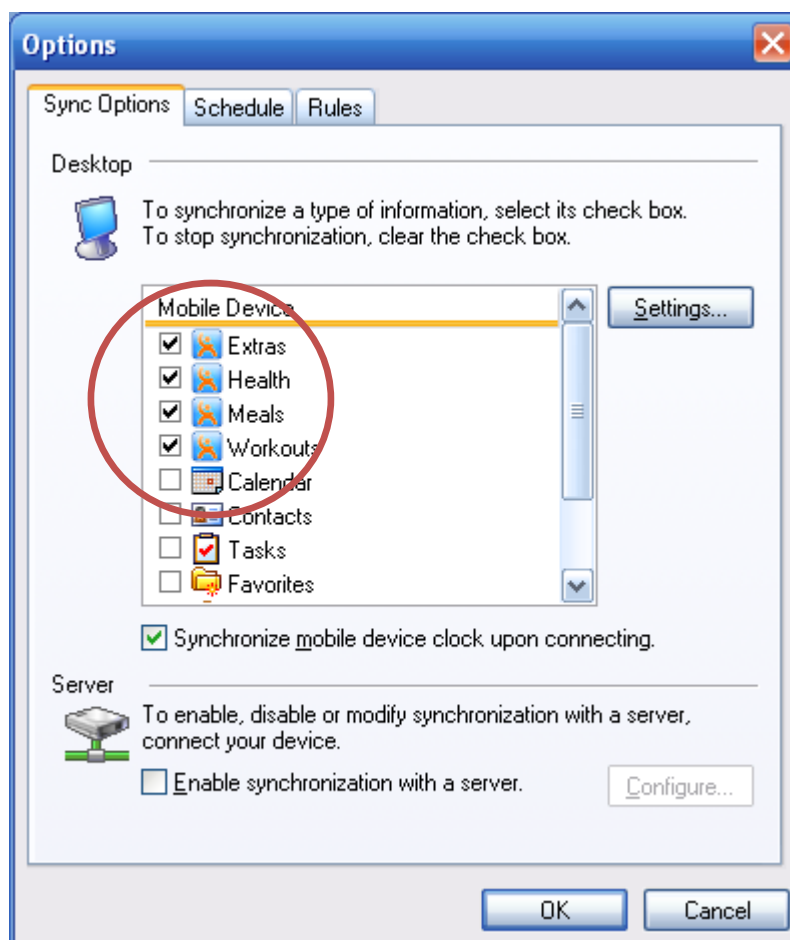 Options
Sync Options Schedule Rules
Desktop
To synchronize a type of information, select its check box.
To stop synchronization, clear the check box.
Mobile Device
Settings...
Extras
Health
Meals
Workouts
Calendar
Contacts
Tasks
Favorites
Synchronize mobile device clock upon connecting.
Server
To enable, disable or modify synchronization with a server,
connect your device.
Enable synchronization with a server.
Configure...
OK Cancel